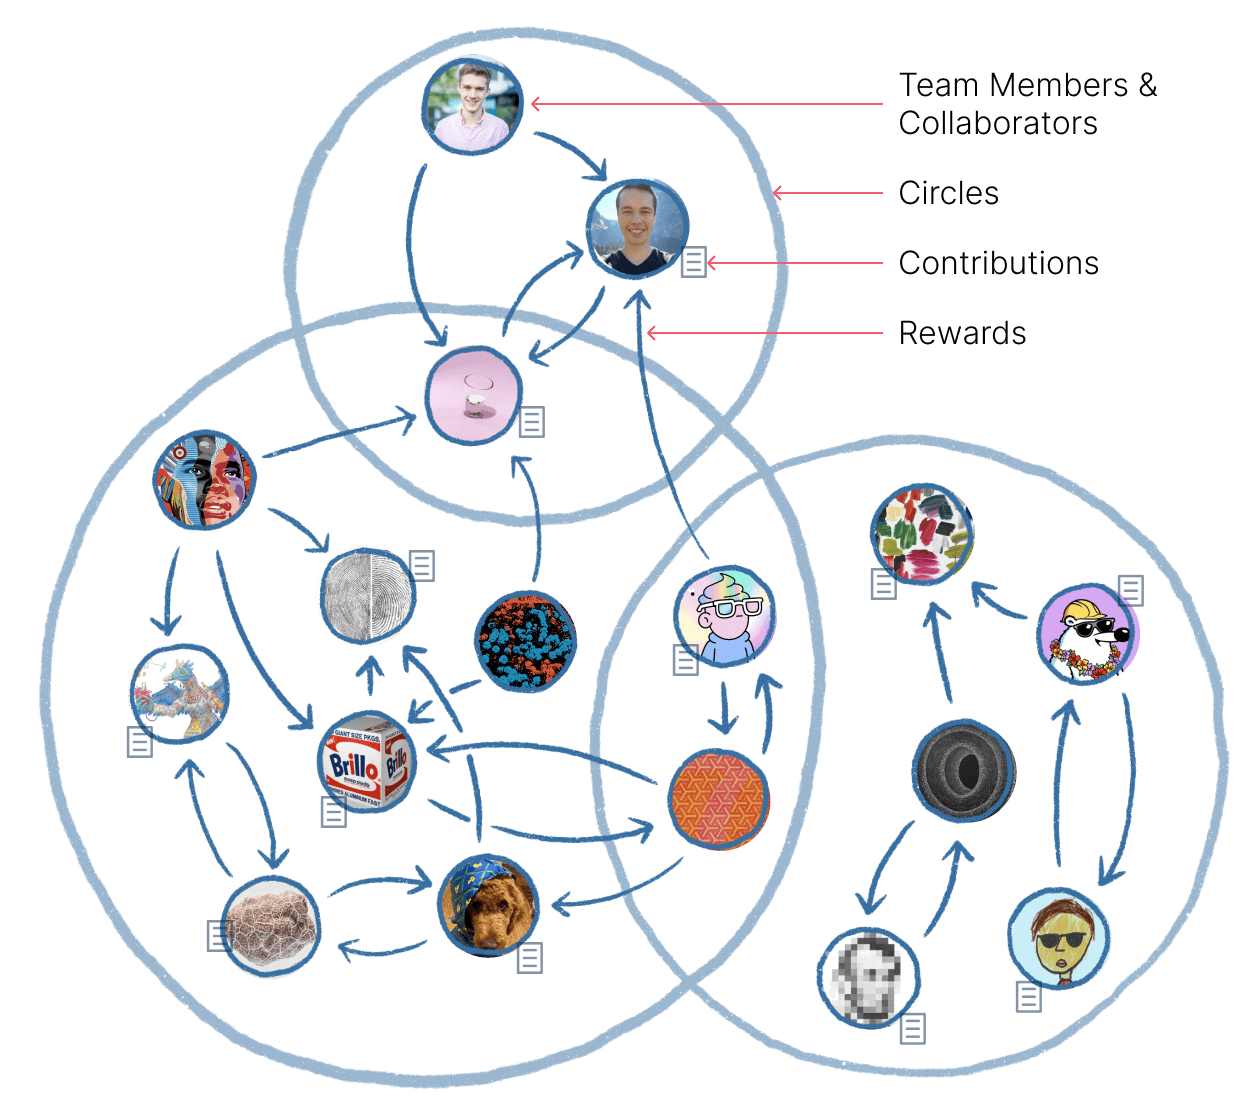 Team Members &
Collaborators
Circles
Contributions
Rewards
GIANT SIZE PKGS.
Brillo
Brillo
soap pads
SHINES ALUMINUM FAST